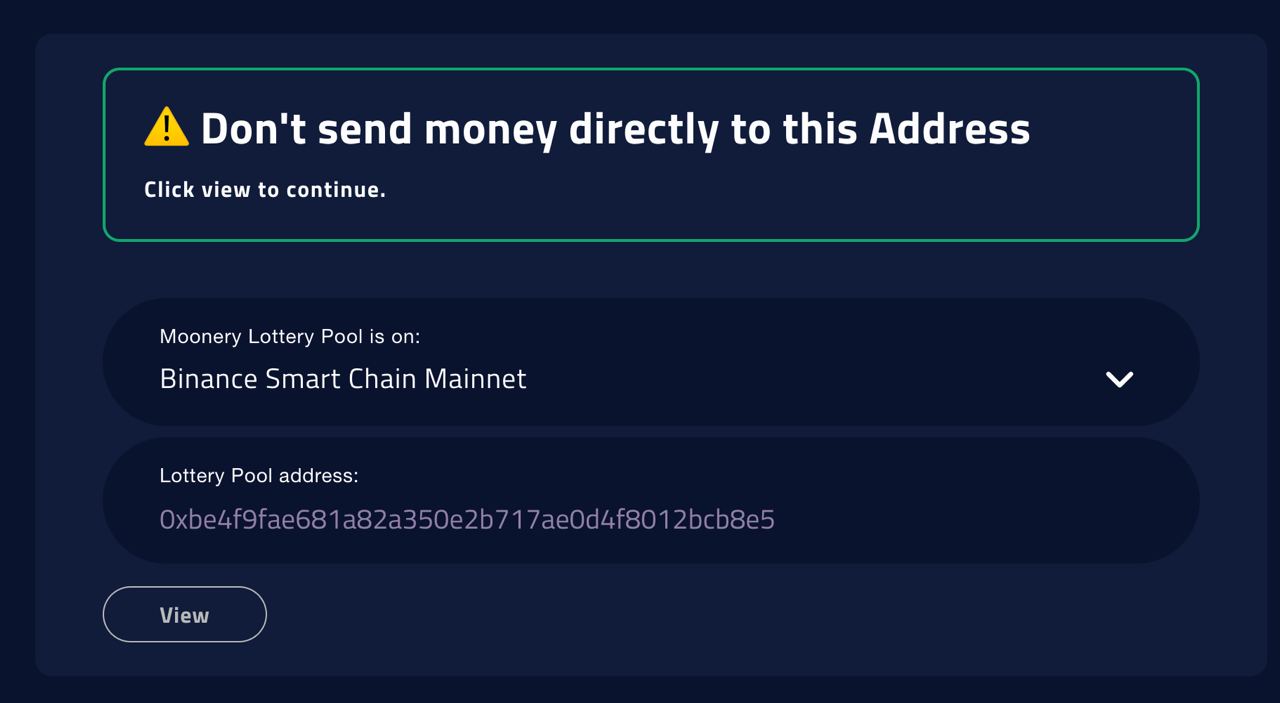 ⚠️ Don't send money directly to this Address
Click view to continue.
Moonery Lottery Pool is on:
Binance Smart Chain Mainnet
Lottery Pool address:
0xbe4f9fae681a82a350e2b717ae0d4f8012bcb8e5
View